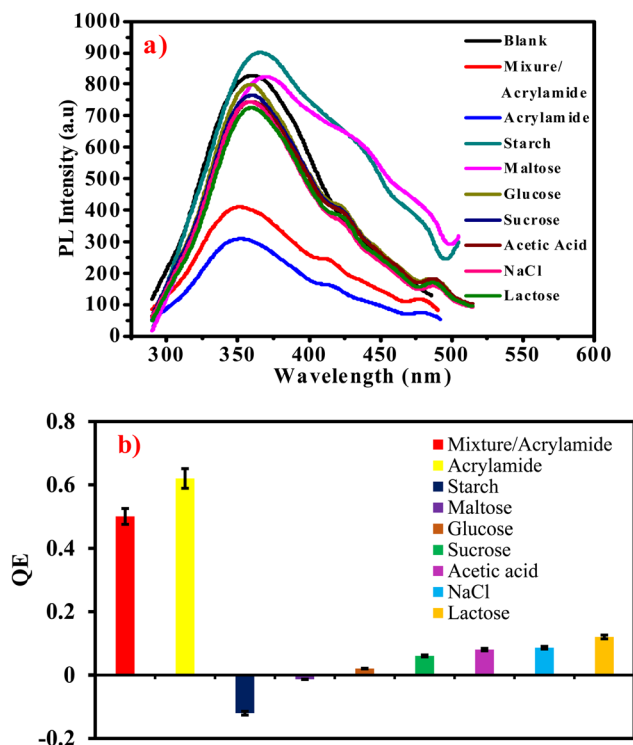 a)
1000
900
800
700
600
500
400
300
200
100
0
PL Intensity (a.u)
300
350
400
450
500
550
600
Wavelength (nm)
Blank
Mixure/
Acrylamide
Acrylamide
Starch
Maltose
Glucose
Sucrose
Acetic Acid
NaCl
Lactose
b)
0.8
0.6
0.4
0.2
0
-0.2
QE
Mixture/Acrylamide
Acrylamide
Starch
Maltose
Glucose
Sucrose
Acetic acid
NaCl
Lactose